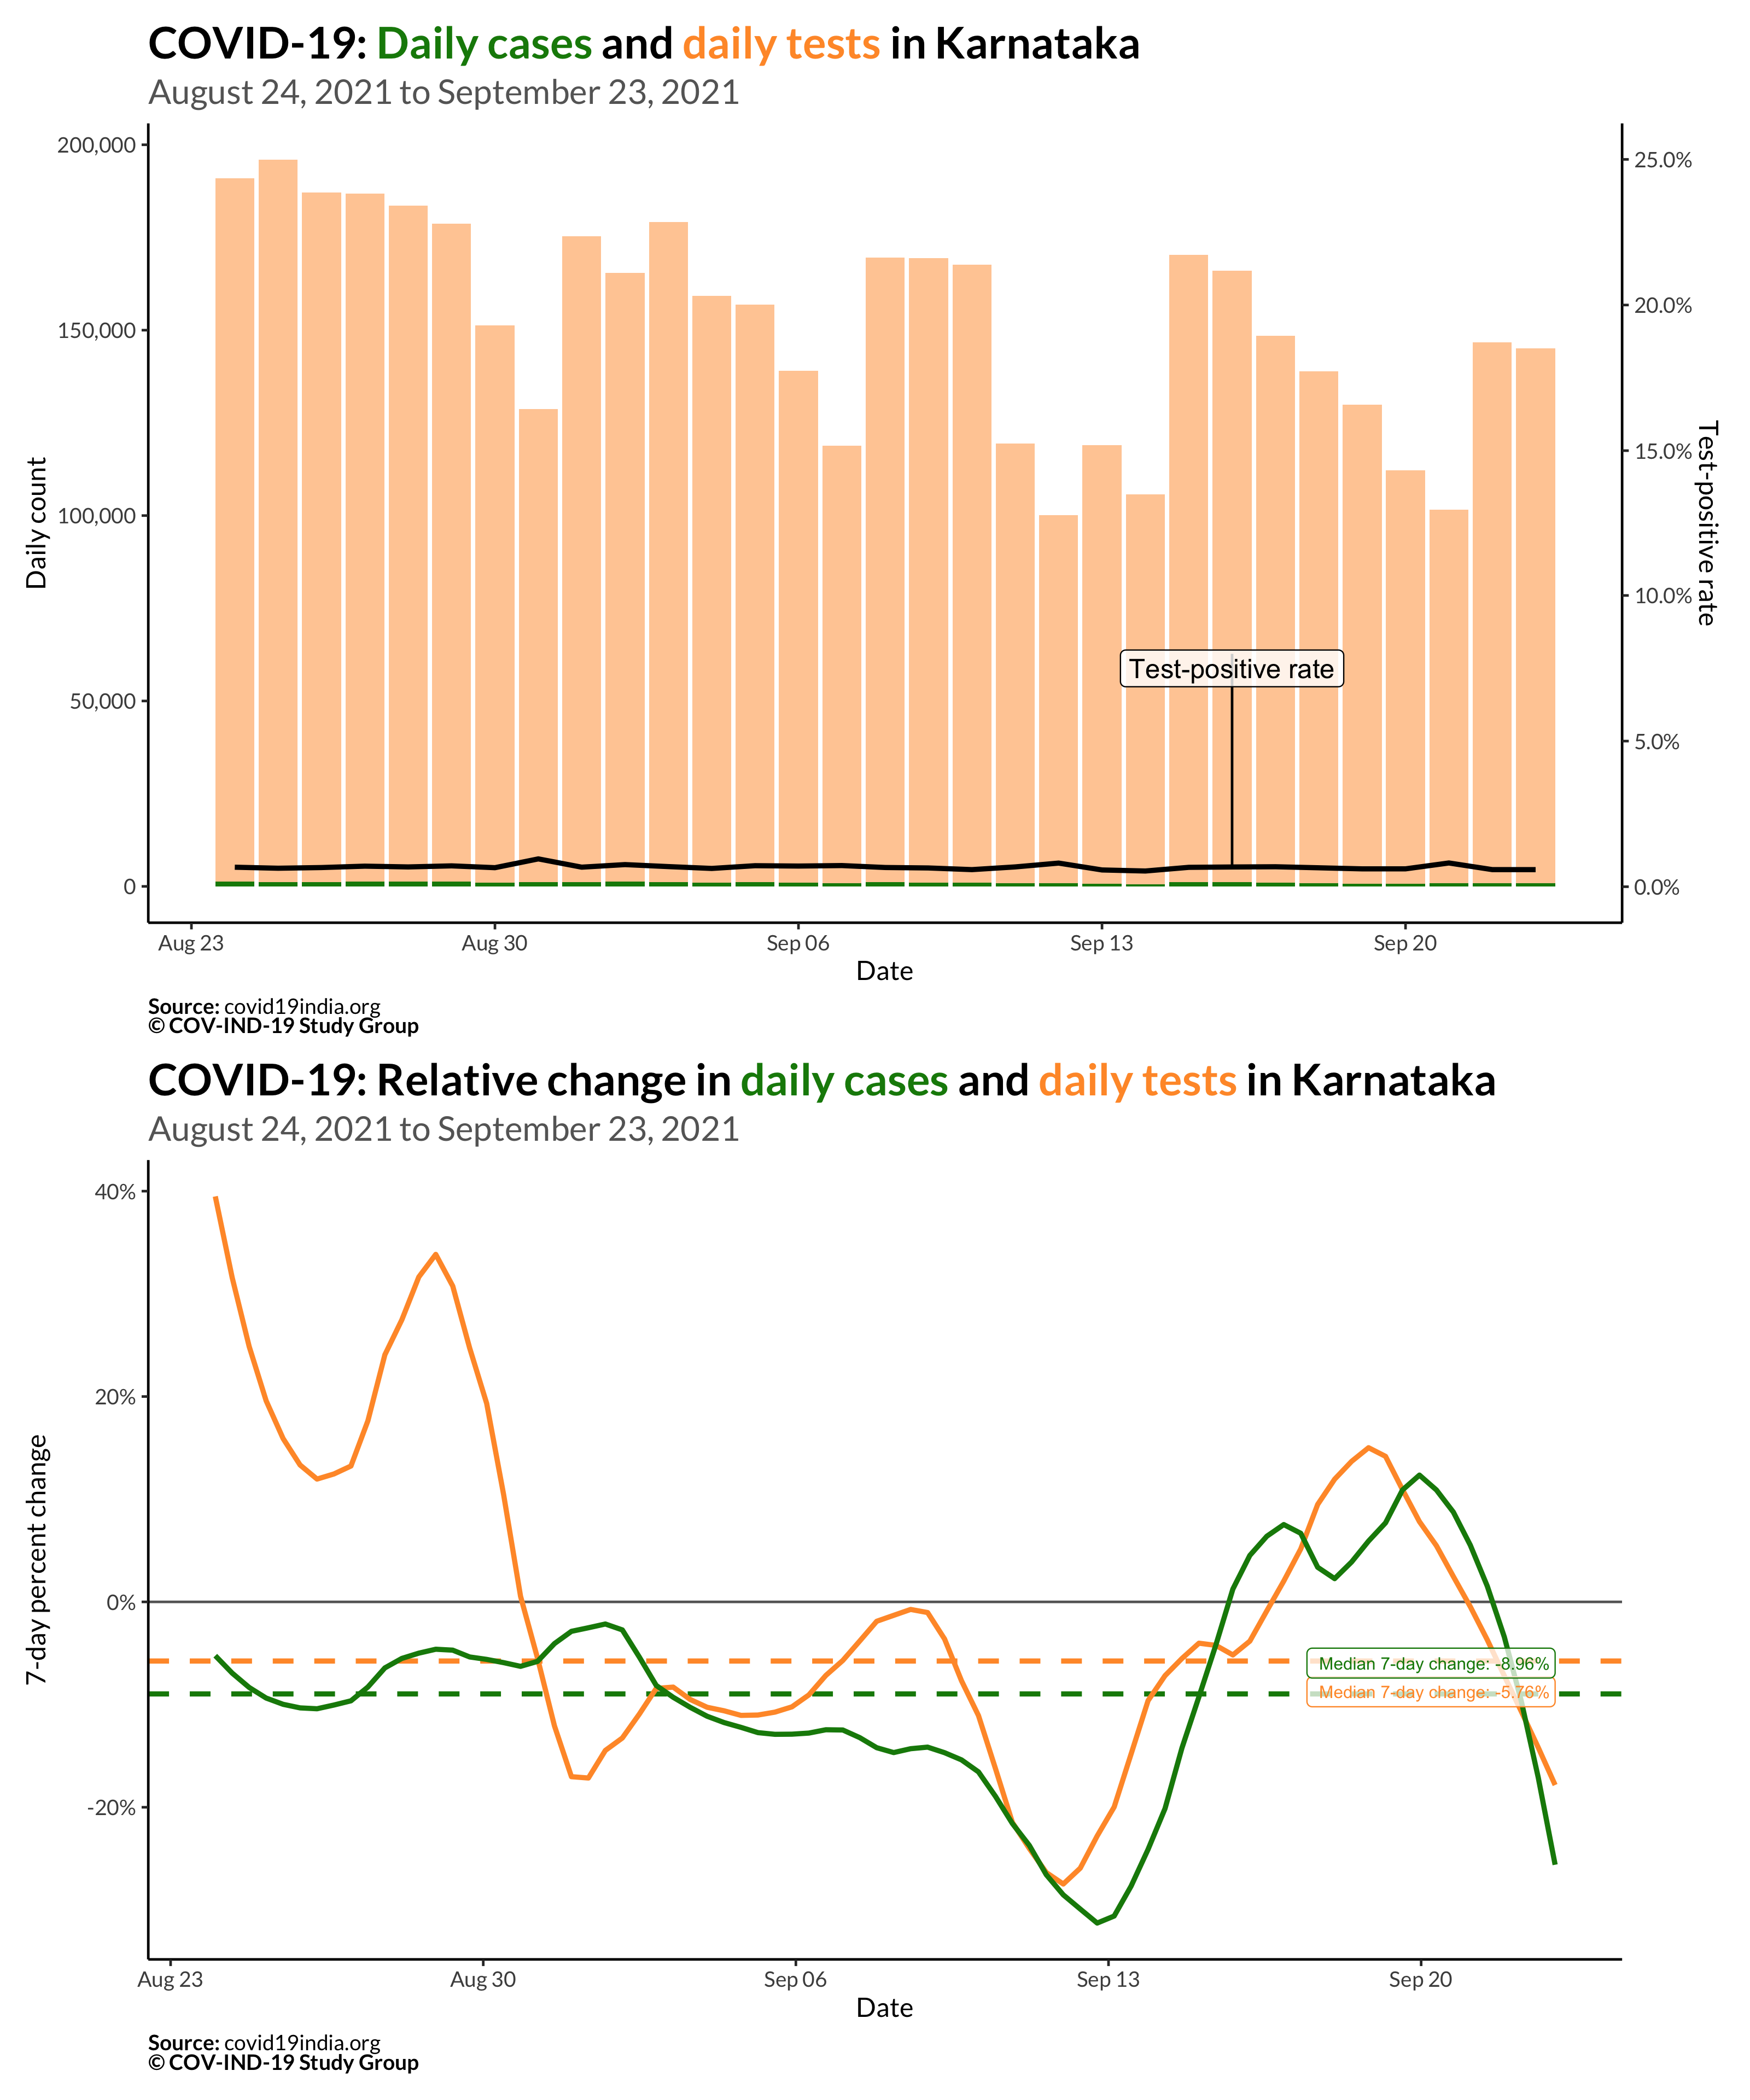 COVID-19: Daily cases and daily tests in Karnataka
August 24, 2021 to September 23, 2021
200,000
150,000
100,000
50,000
0
Daily count
25.0%
20.0%
15.0%
10.0%
5.0%
0.0%
Test-positive rate
Test-positive rate
Aug 23
Aug 30
Sep 06
Sep 13
Sep 20
Date
Source: covid19india.org
© COV-IND-19 Study Group
COVID-19: Relative change in daily cases and daily tests in Karnataka
August 24, 2021 to September 23, 2021
40%
20%
0%
-20%
7-day percent change
Median 7-day change: -8.96%
Median 7-day change: -5.76%
Aug 23
Aug 30
Sep 06
Sep 13
Sep 20
Date
Source: covid19india.org
© COV-IND-19 Study Group